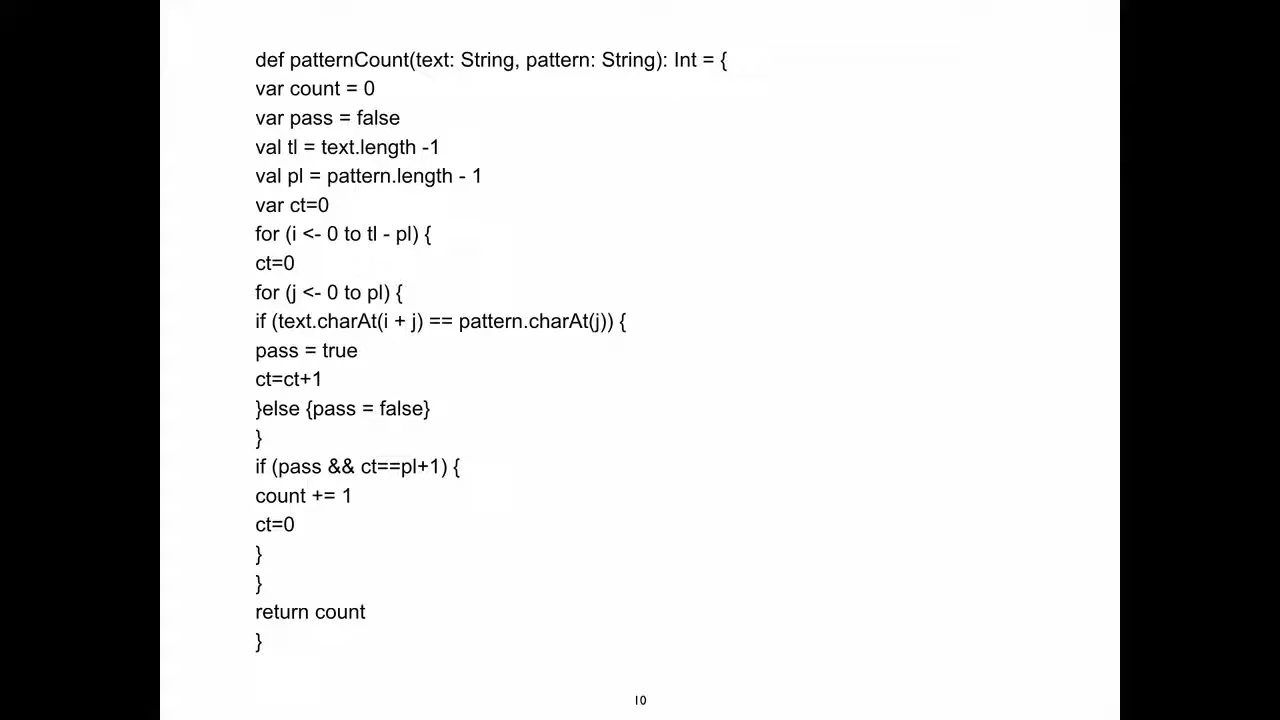 def patternCount(text: String, pattern: String): Int = {
var count = 0
var pass = false
val tl = text.length -1
val pl = pattern.length - 1
var ct=0
for (i <- 0 to tl - pl) {
ct=0
for (j <- 0 to pl) {
if (text.charAt(i + j) == pattern.charAt(j)) {
pass = true
ct=ct+1
}else {pass = false}
}
if (pass && ct==pl+1) {
count += 1
ct=0
}
}
return count
}
10